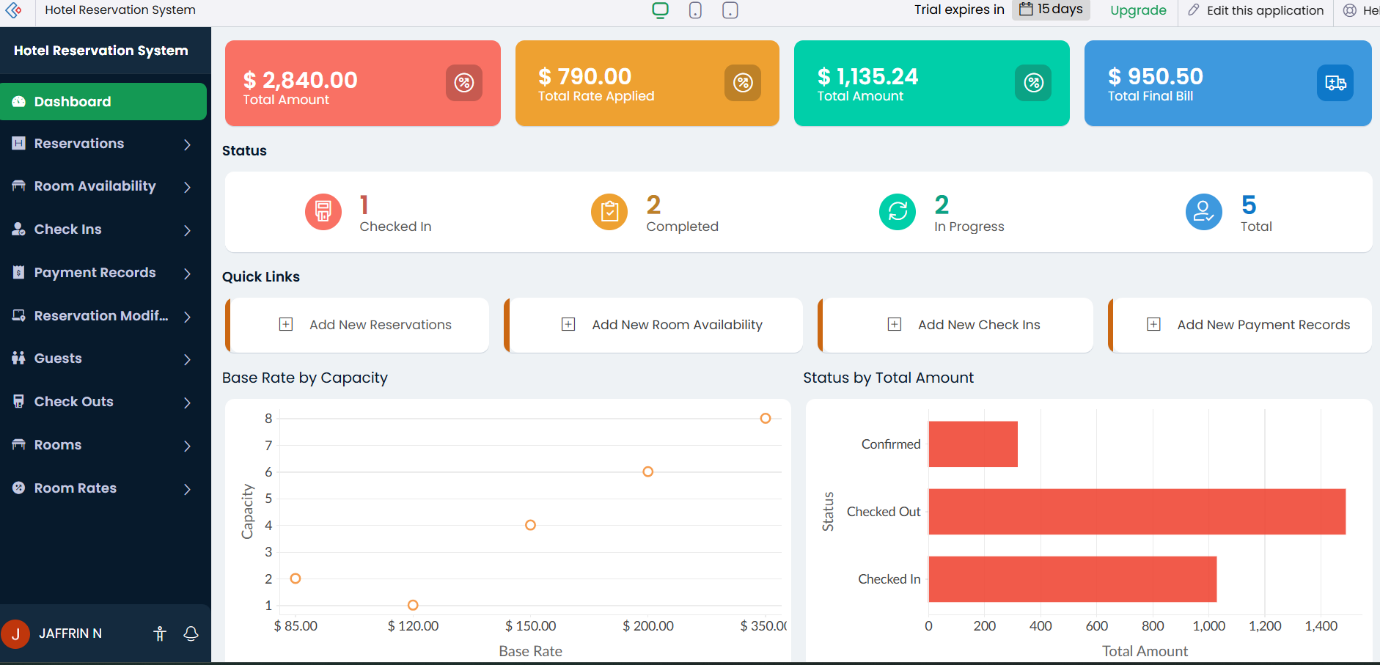 Hotel Reservation System
Trial expires in 15 days Upgrade Edit this application
Hotel Reservation System
Dashboard
Reservations
Room Availability
Check Ins
Payment Records
Reservation Modif...
Guests
Check Outs
Rooms
Room Rates
J JAFFRIN N
$ 2,840.00
Total Amount
$ 790.00
Total Rate Applied
$ 1,135.24
Total Amount
$ 950.50
Total Final Bill
Status
1
Checked In
2
Completed
2
In Progress
5
Total
Quick Links
Add New Reservations
Add New Room Availability
Add New Check Ins
Add New Payment Records
Base Rate by Capacity
Capacity
8
7
6
5
4
3
2
1
$ 85.00 $ 120.00 $ 150.00 $ 200.00 $ 350.0
Base Rate
Status by Total Amount
Status
Confirmed
Checked Out
Checked In
0 200 400 600 800 1,000 1,200 1,400
Total Amount